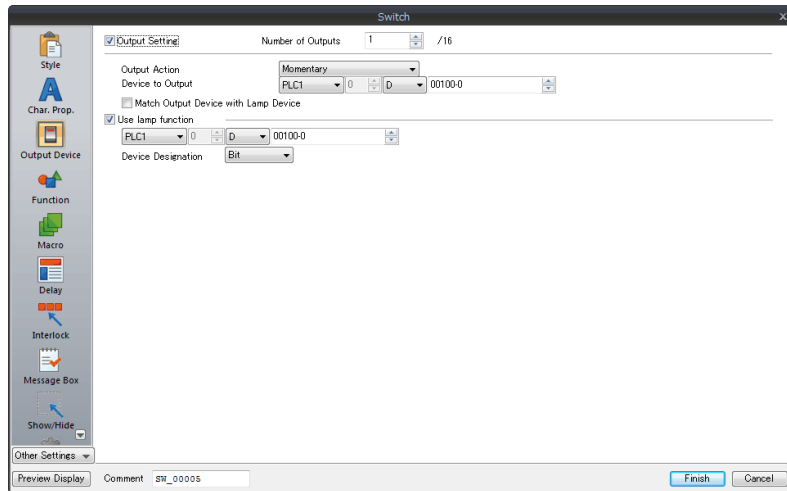 Switch
x
Style
Char. Prop.
Output Device
Function
Macro
Delay
Interlock
Message Box
Show/Hide
Other Settings
Preview Display
Output Setting
Number of Outputs 1 /16
Output Action Momentary
Device to Output PLC1 0 D 00100-0
Match Output Device with Lamp Device
Use lamp function
PLC1 0 D 00100-0
Device Designation Bit
Comment SW_00005
Finish Cancel